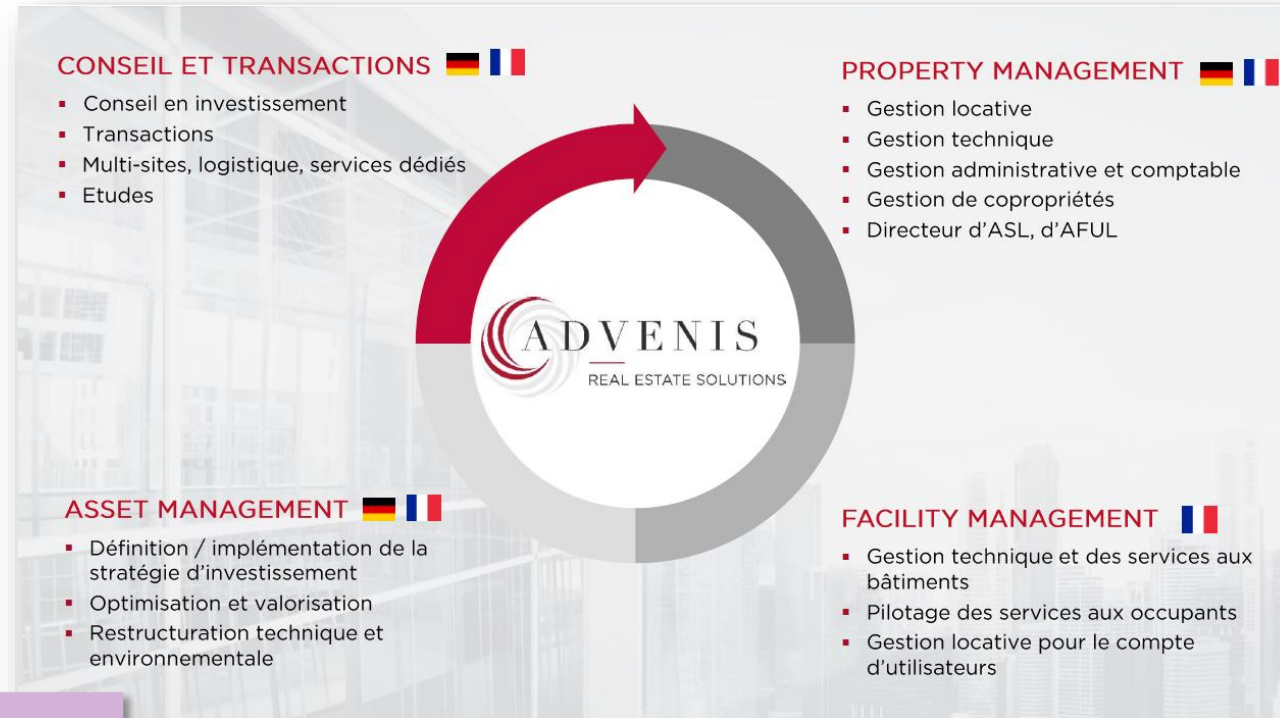 CONSEIL ET TRANSACTIONS
▪ Conseil en investissement
▪ Transactions
▪ Multi-sites, logistique, services dédiés
▪ Etudes
PROPERTY MANAGEMENT
▪ Gestion locative
▪ Gestion technique
▪ Gestion administrative et comptable
▪ Gestion de copropriétés
▪ Directeur d’ASL, d’AFUL
ADVENIS
REAL ESTATE SOLUTIONS
ASSET MANAGEMENT
▪ Définition / implémentation de la
stratégie d’investissement
▪ Optimisation et valorisation
▪ Restructuration technique et
environnementale
FACILITY MANAGEMENT
▪ Gestion technique et des services aux
bâtiments
▪ Pilotage des services aux occupants
▪ Gestion locative pour le compte
d’utilisateurs